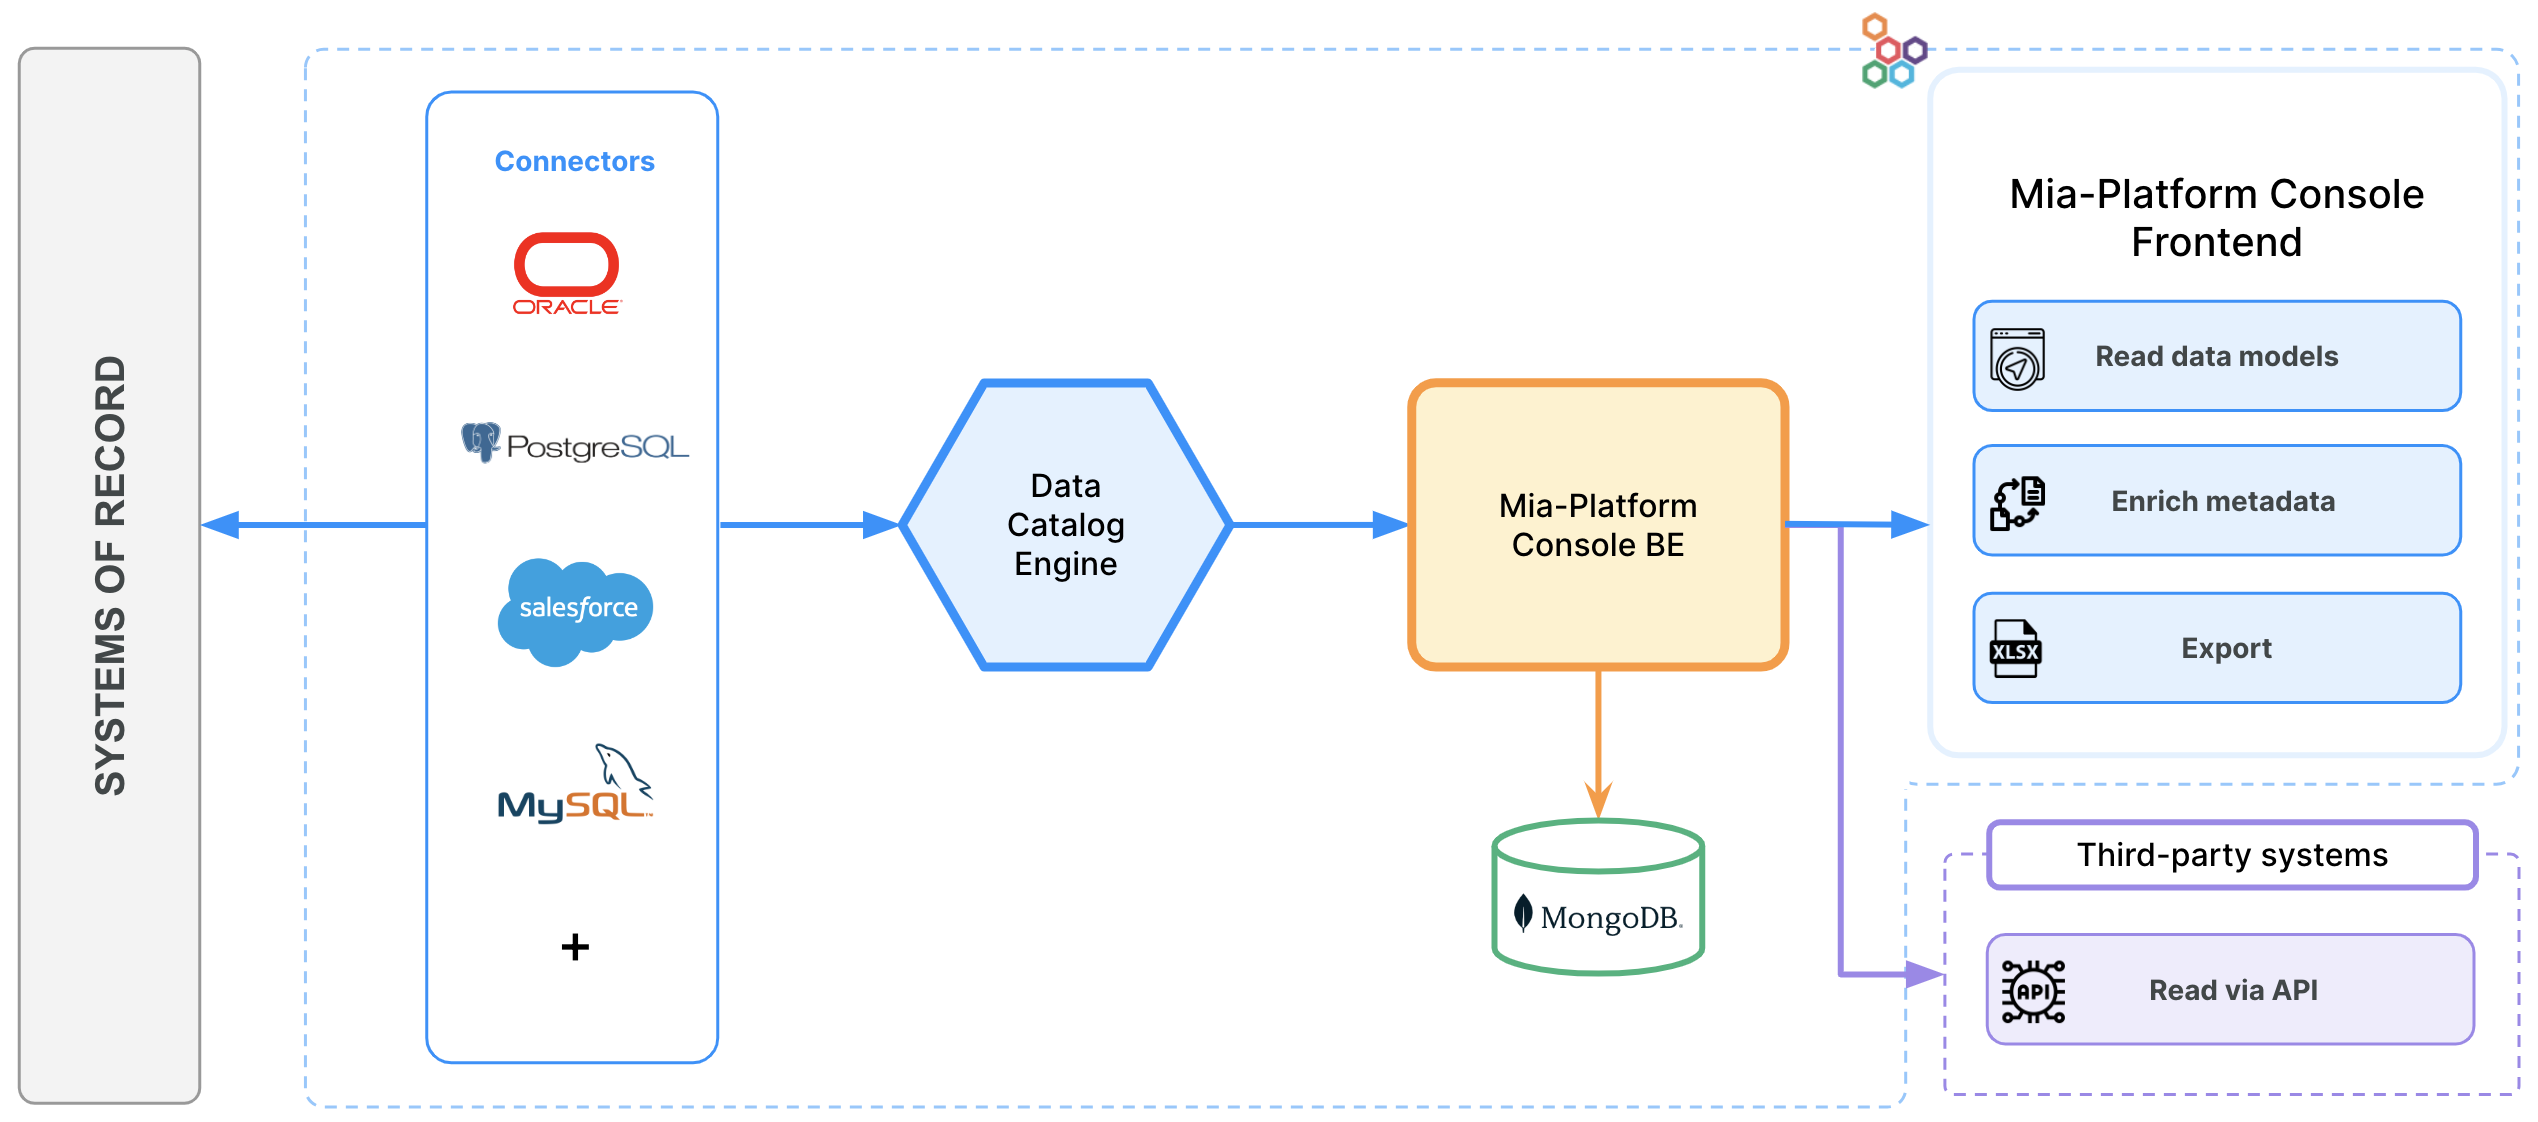 SYSTEMS OF RECORD
Connectors
ORACLE
PostgreSQL
salesforce
MySQL™
+
Data
Catalog
Engine
Mia-Platform
Console BE
MongoDB.
Mia-Platform Console
Frontend
Read data models
Enrich metadata
XLSX
Export
Third-party systems
API
Read via API